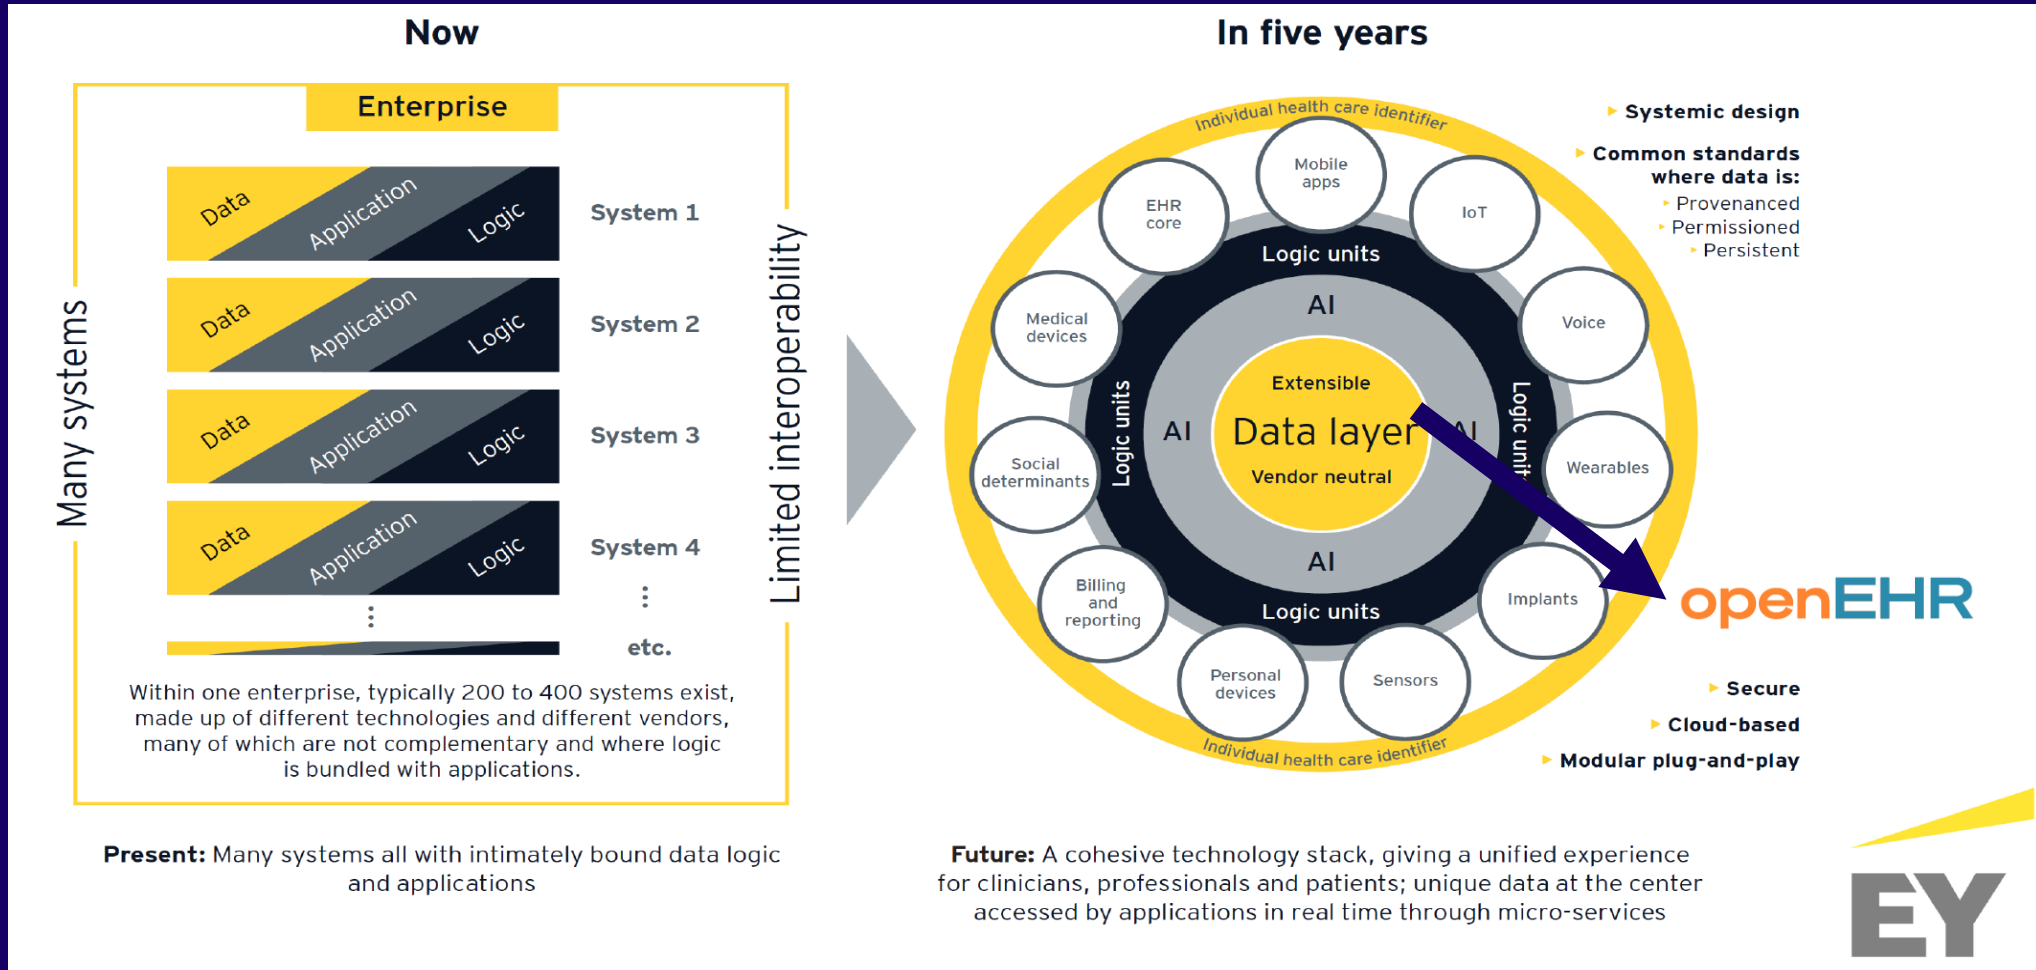 Now
Enterprise
Many systems
Data
Application
Logic
System 1
Data
Application
Logic
System 2
Data
Application
Logic
System 3
Data
Application
Logic
System 4
⋮
⋮
etc.
Limited interoperability
Within one enterprise, typically 200 to 400 systems exist,
made up of different technologies and different vendors,
many of which are not complementary and where logic
is bundled with applications.
Present: Many systems all with intimately bound data logic
and applications
In five years
Individual health care identifier
Mobile
apps
EHR
core
IoT
Medical
devices
Voice
Social
determinants
Wearables
Billing
and
reporting
Implants
Personal
devices
Sensors
Logic units
Logic units
Logic unit
Logic units
AI
AI
AI
AI
Extensible
Data layer
Vendor neutral
Individual health care identifier
Systemic design
Common standards
where data is:
Provenanced
Permissioned
Persistent
openEHR
Secure
Cloud-based
Modular plug-and-play
Future: A cohesive technology stack, giving a unified experience
for clinicians, professionals and patients; unique data at the center
accessed by applications in real time through micro-services
EY